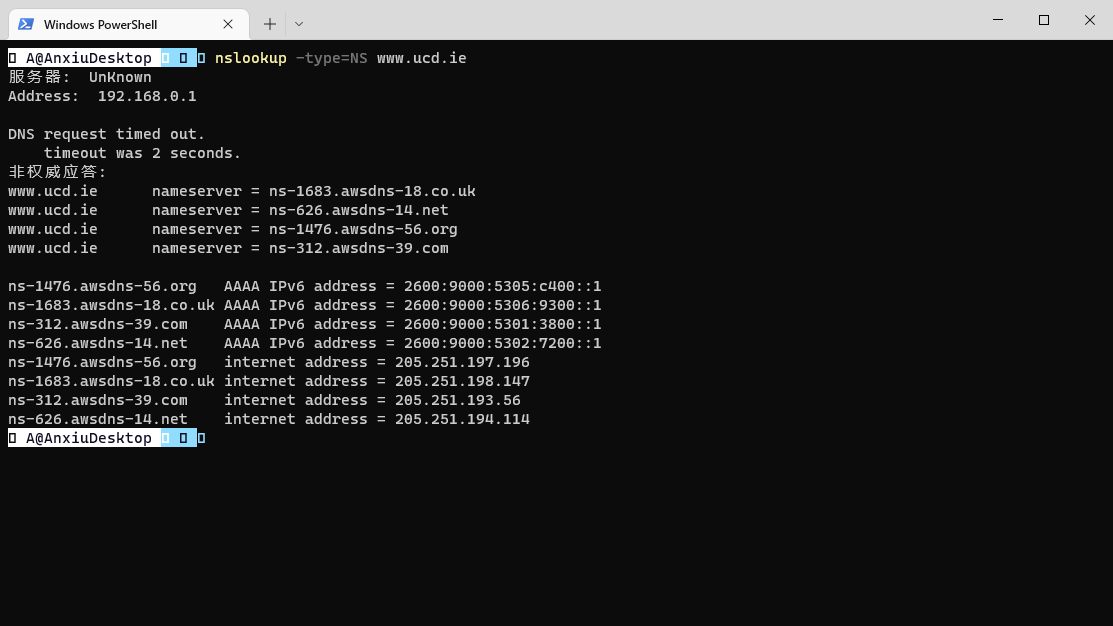 Windows PowerShell
A@AnxiuDesktop nslookup -type=NS www.ucd.ie
服务器:  UnKnown
Address:  192.168.0.1
DNS request timed out.
    timeout was 2 seconds.
非权威应答:
www.ucd.ie      nameserver = ns-1683.awsdns-18.co.uk
www.ucd.ie      nameserver = ns-626.awsdns-14.net
www.ucd.ie      nameserver = ns-1476.awsdns-56.org
www.ucd.ie      nameserver = ns-312.awsdns-39.com
ns-1476.awsdns-56.org   AAAA IPv6 address = 2600:9000:5305:c400::1
ns-1683.awsdns-18.co.uk AAAA IPv6 address = 2600:9000:5306:9300::1
ns-312.awsdns-39.com    AAAA IPv6 address = 2600:9000:5301:3800::1
ns-626.awsdns-14.net    AAAA IPv6 address = 2600:9000:5302:7200::1
ns-1476.awsdns-56.org   internet address = 205.251.197.196
ns-1683.awsdns-18.co.uk internet address = 205.251.198.147
ns-312.awsdns-39.com    internet address = 205.251.193.56
ns-626.awsdns-14.net    internet address = 205.251.194.114
A@AnxiuDesktop